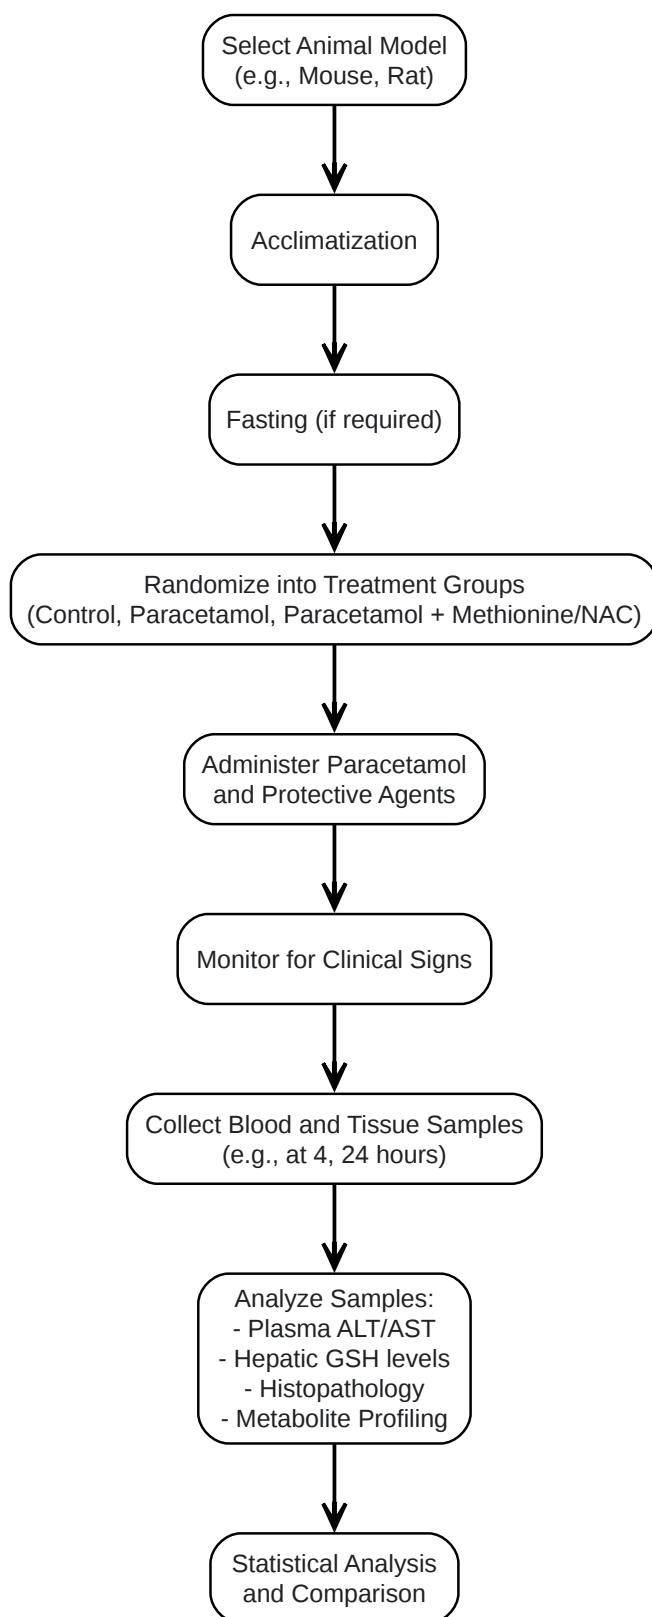 Select Animal Model
(e.g., Mouse, Rat)
Acclimatization
Fasting (if required)
Randomize into Treatment Groups
(Control, Paracetamol, Paracetamol + Methionine/NAC)
Administer Paracetamol
and Protective Agents
Monitor for Clinical Signs
Collect Blood and Tissue Samples
(e.g., at 4, 24 hours)
Analyze Samples:
- Plasma ALT/AST
- Hepatic GSH levels
- Histopathology
- Metabolite Profiling
Statistical Analysis
and Comparison